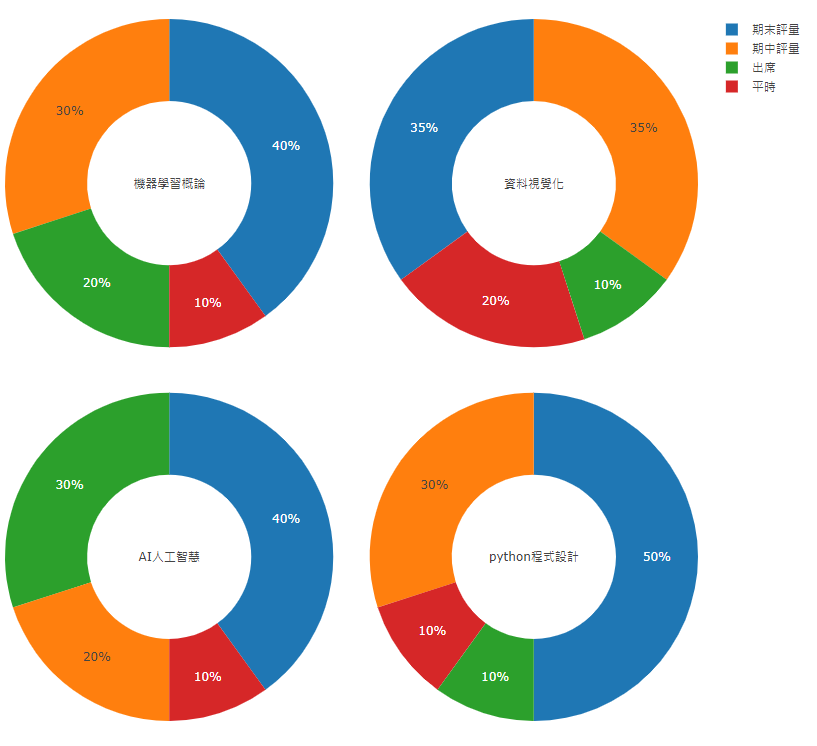 期末評量
期中評量
出席
平時
30%
40%
機器學習概論
20%
10%
35%
35%
資料視覺化
20%
10%
30%
40%
AI人工智慧
20%
10%
30%
50%
python程式設計
10%
10%